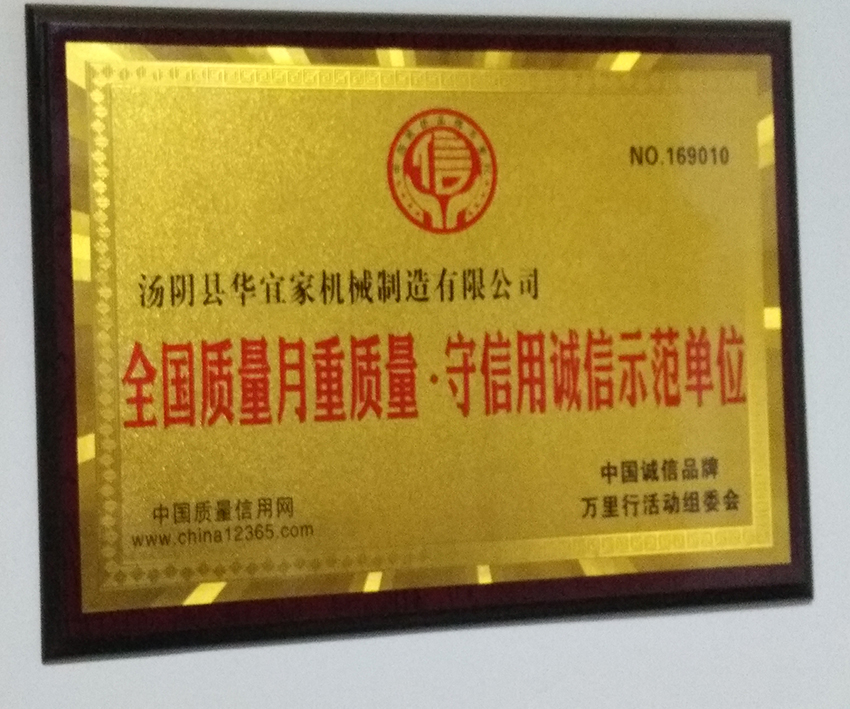 信
NO.169010
汤阴县华宜家机械制造有限公司
全国质量月重质量·守信用诚信示范单位
中国诚信品牌
万里行活动组委会
中国质量信用网
www.china12365.com